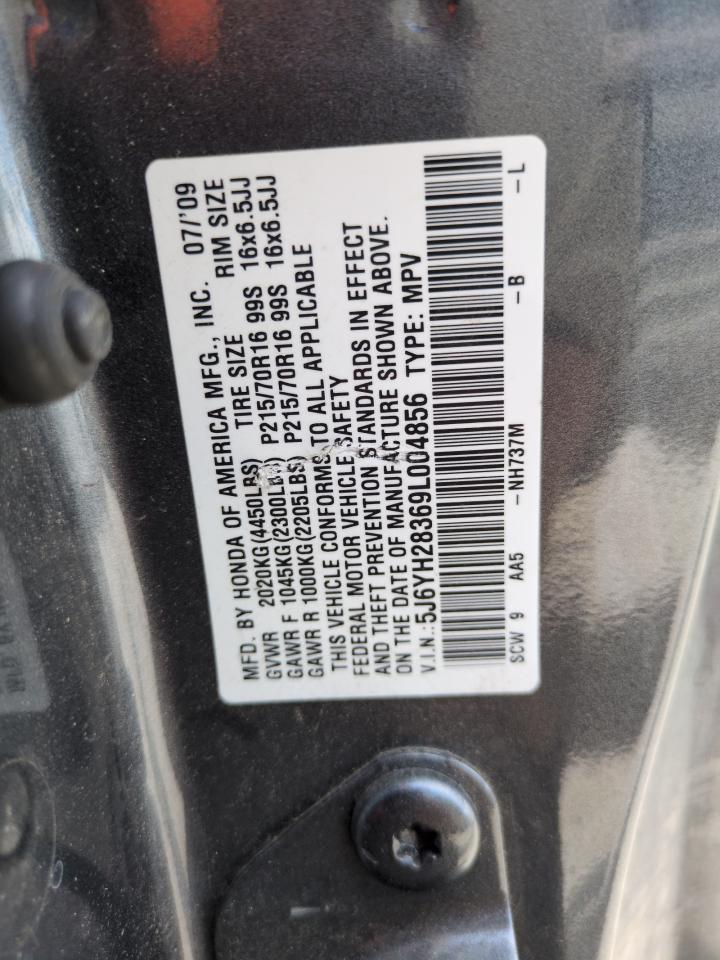 MFD. BY HONDA OF AMERICA MFG., INC. 07/'09
GVWR 2020KG(4450LBS) TIRE SIZE RIM SIZE
GAWR F 1045KG(2300LBS) P215/70R16 99S 16x6.5JJ
GAWR R 1000KG(2205LBS) P215/70R16 99S 16x6.5JJ
THIS VEHICLE CONFORMS TO ALL APPLICABLE
FEDERAL MOTOR VEHICLE SAFETY
AND THEFT PREVENTION STANDARDS IN EFFECT
ON THE DATE OF MANUFACTURE SHOWN ABOVE.
V.I.N.:5J6YH28369L004856 TYPE: MPV
SCW 9 AA5 -NH737M -B -L